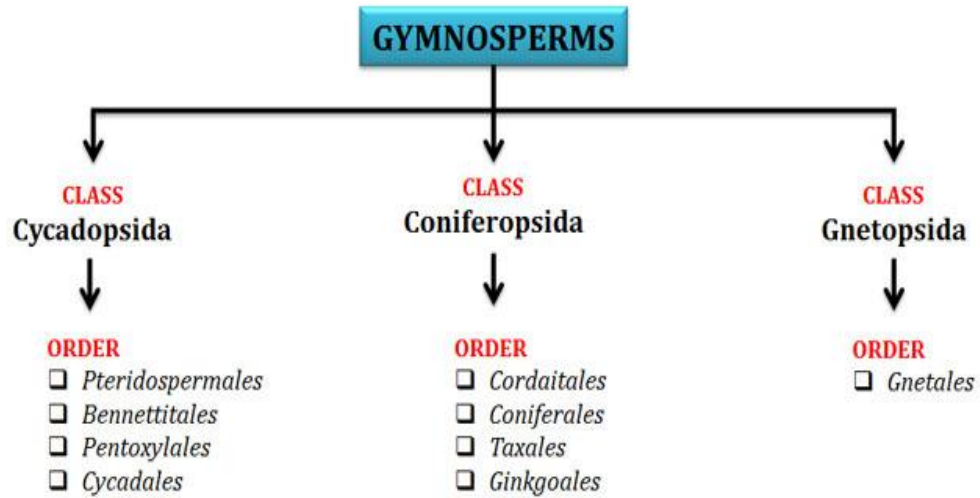 GYMNOSPERMS
CLASS
Cycadopsida
ORDER
Pteridospermales
Bennettitales
Pentoxylales
Cycadales
CLASS
Coniferopsida
ORDER
Cordaitales
Coniferales
Taxales
Ginkgoales
CLASS
Gnetopsida
ORDER
Gnetales